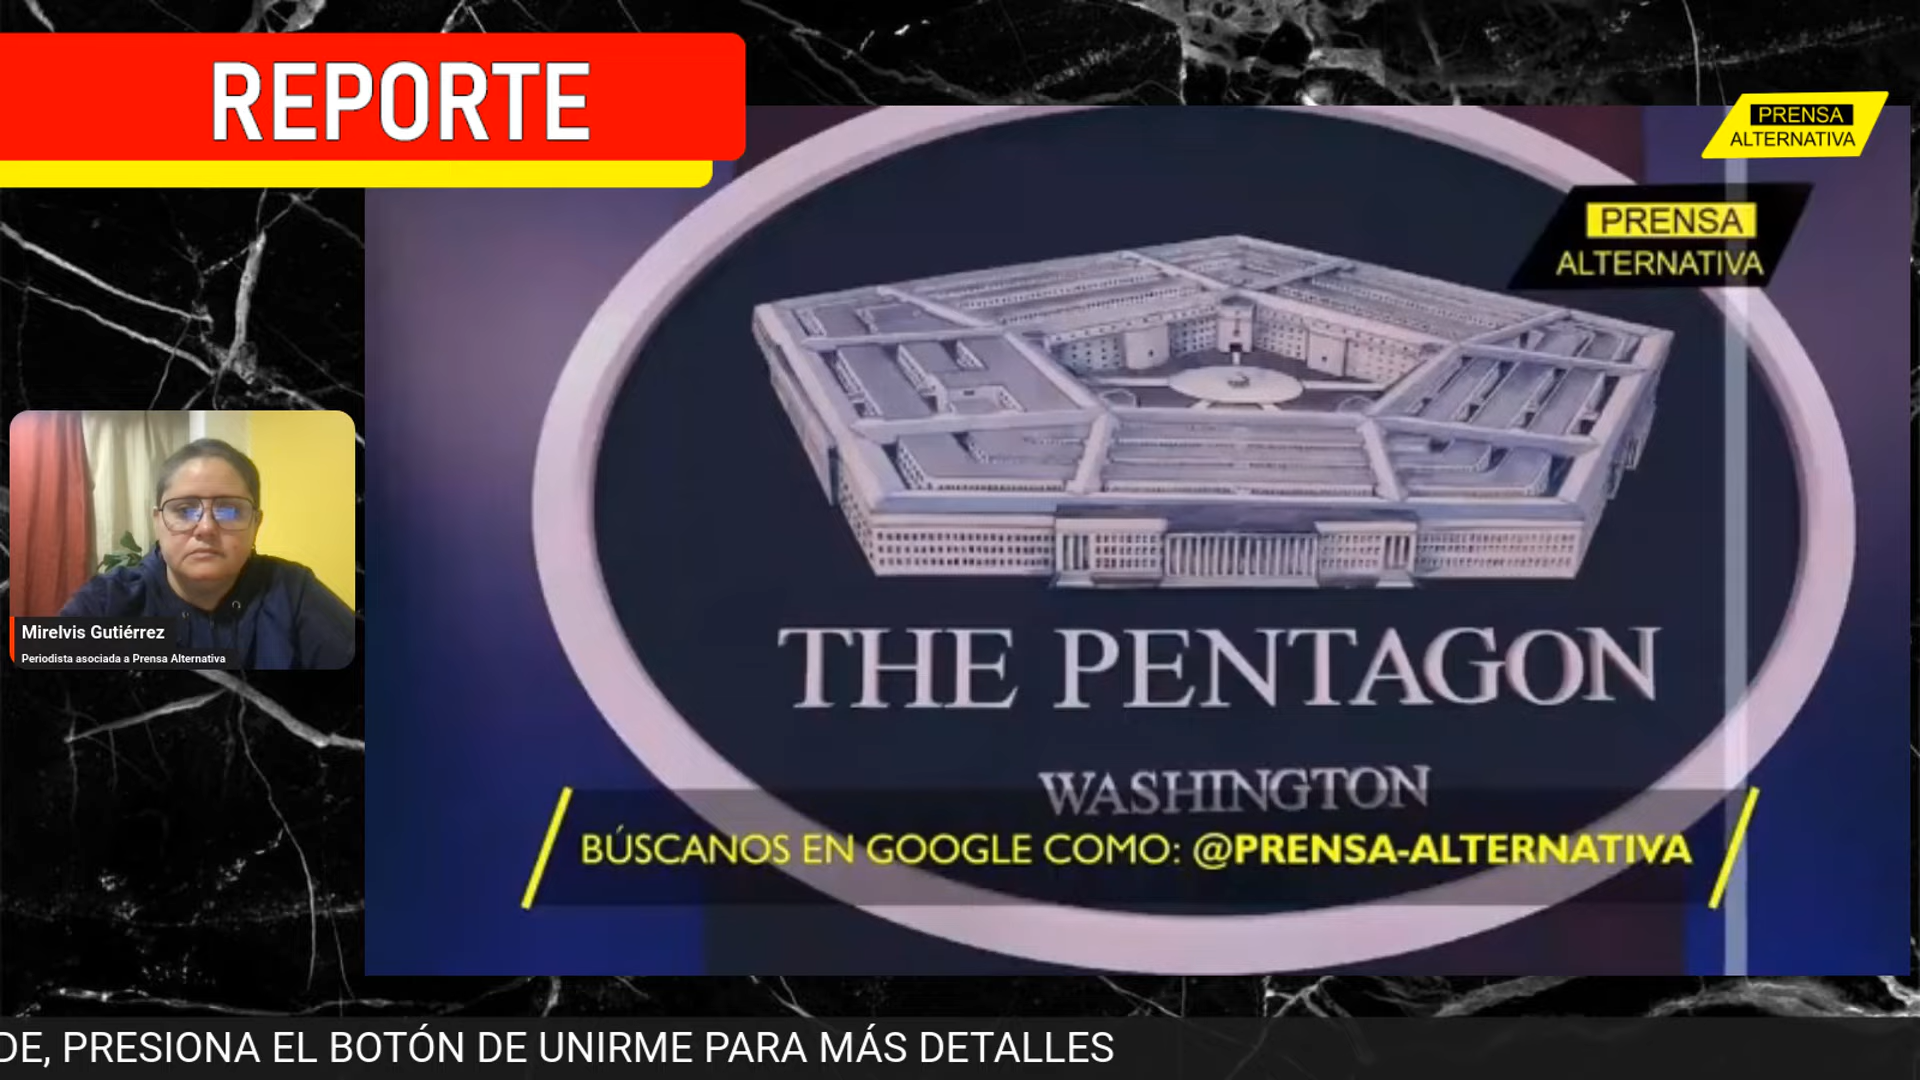 REPORTE
PRENSA
ALTERNATIVA
PRENSA
ALTERNATIVA
Mirelvis Gutiérrez
Periodista asociada a Prensa Alternativa
THE PENTAGON
WASHINGTON
BÚSCANOS EN GOOGLE COMO: @PRENSA-ALTERNATIVA
DE, PRESIONA EL BOTÓN DE UNIRME PARA MÁS DETALLES